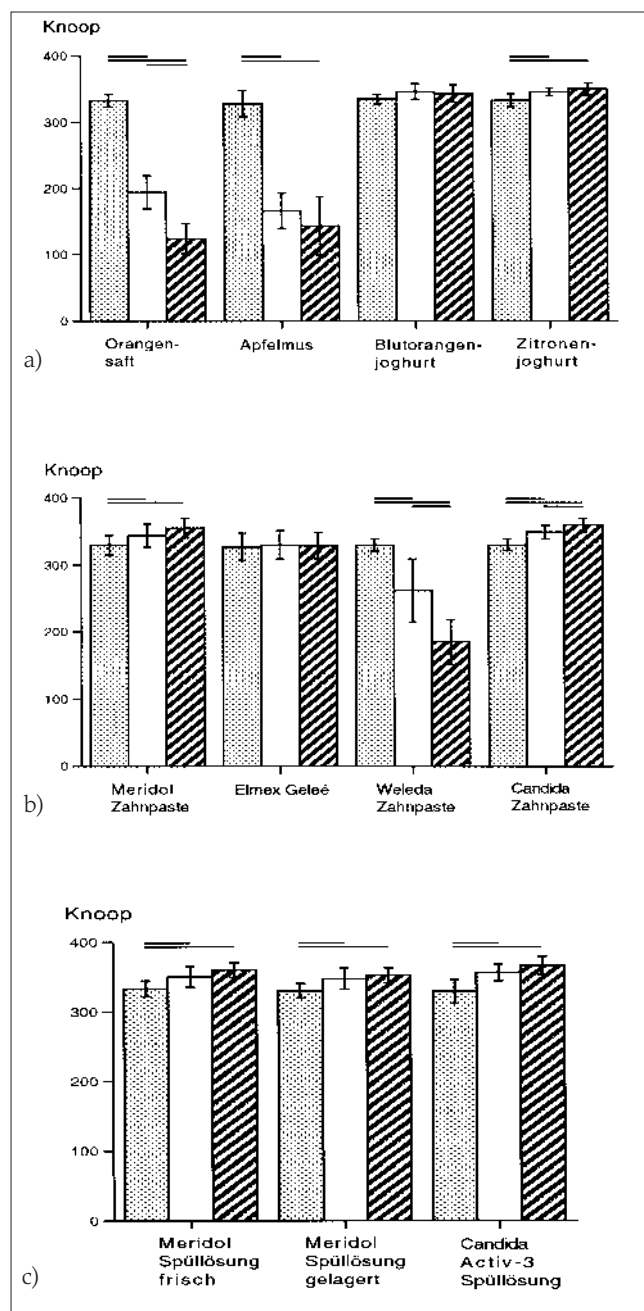 Knoop
400
300
200
100
0
Orangen-
saft
Apfelmus
Blutorangen-
joghurt
Zitronen-
joghurt
a)
Knoop
400
300
200
100
0
Meridol
Zahnpaste
Elmex Geleé
Weleda
Zahnpaste
Candida
Zahnpaste
b)
Knoop
400
300
200
100
0
Meridol
Spüllösung
frisch
Meridol
Spüllösung
gelagert
Candida
Activ-3
Spüllösung
c)